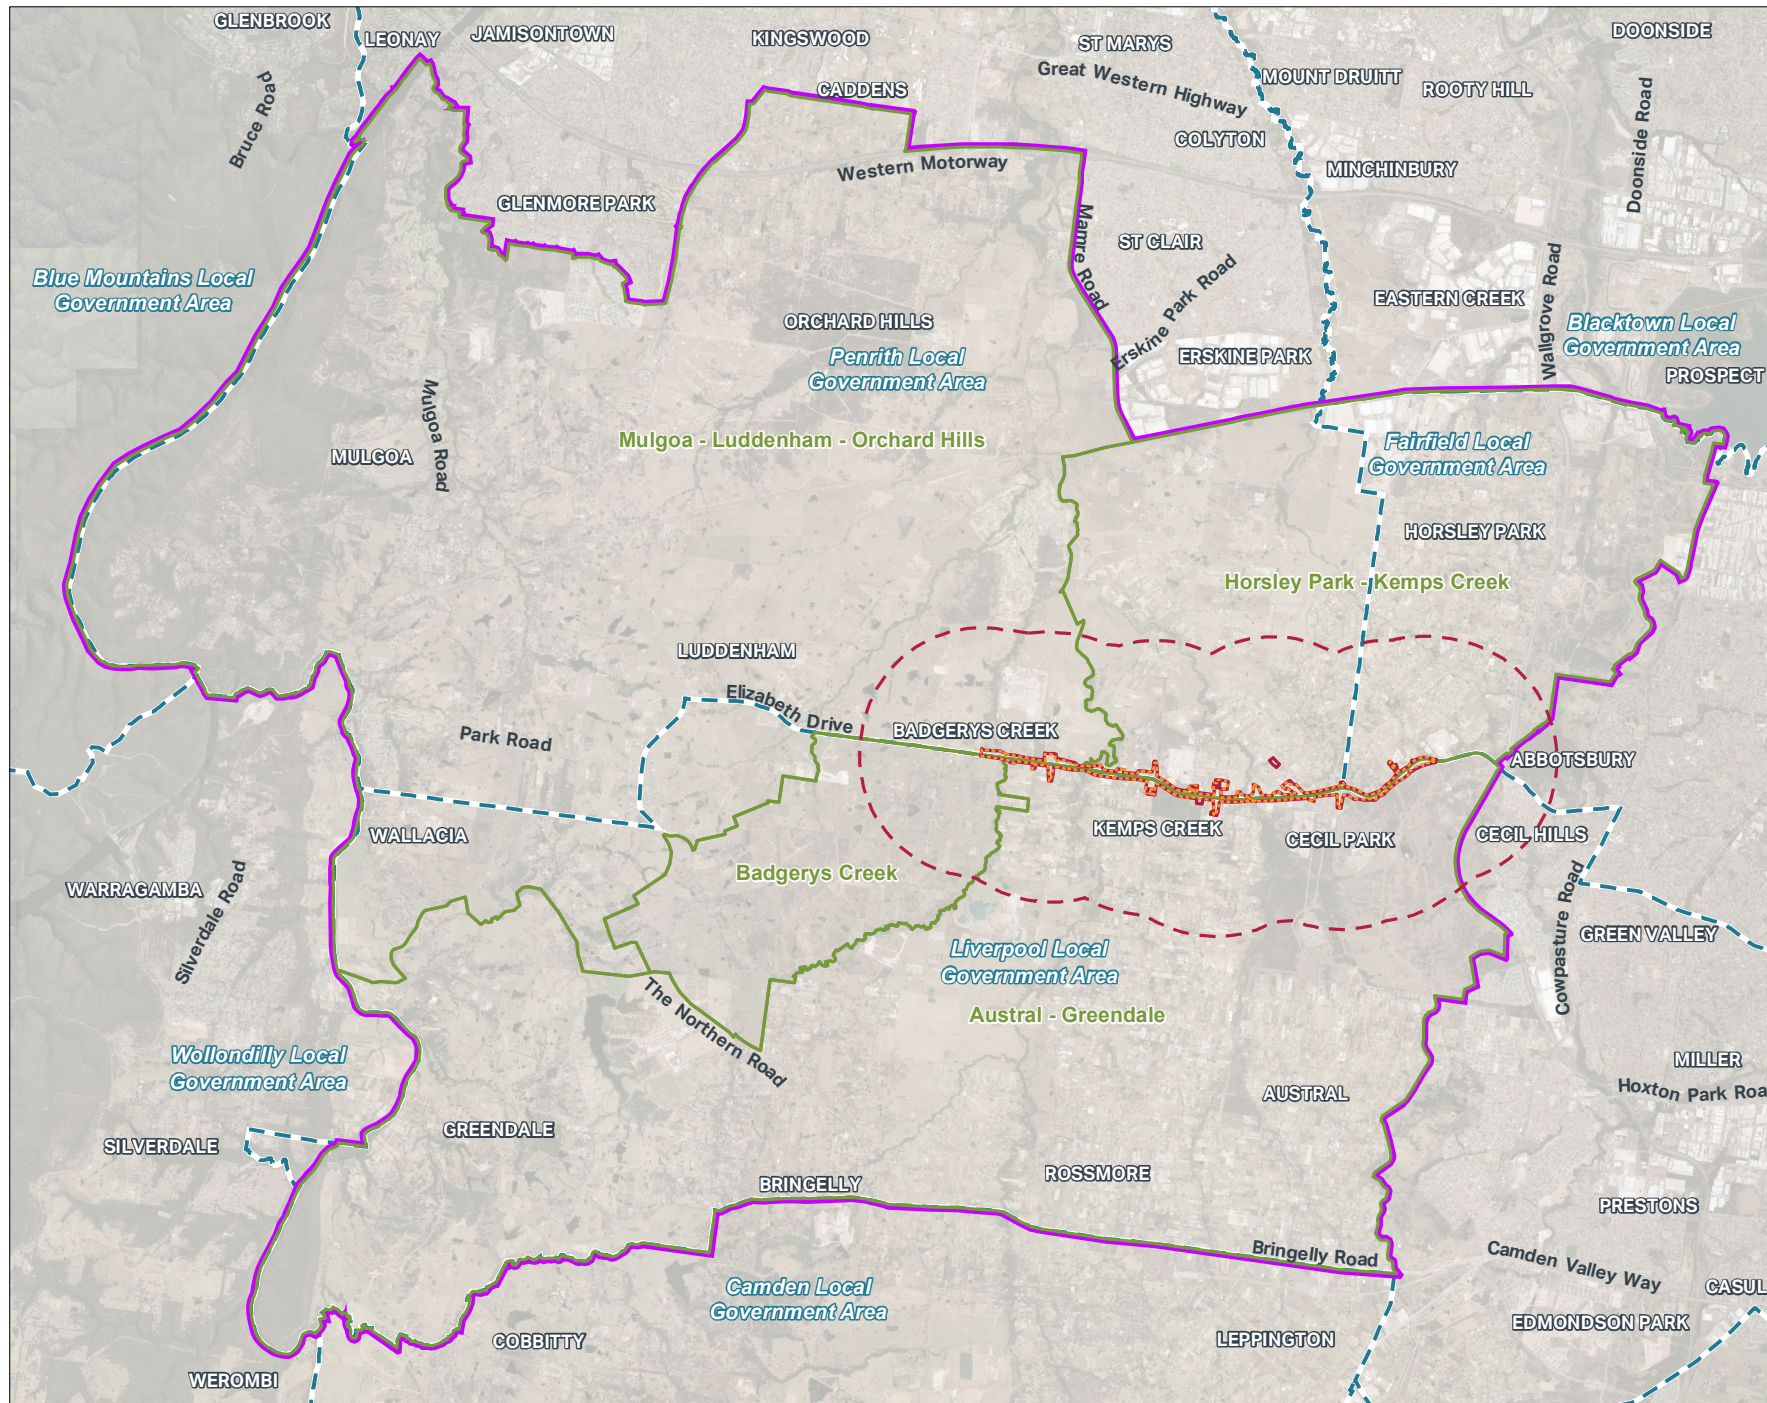 GLENBROOK
LEONAY
JAMISONTOWN
KINGSWOOD
ST MARYS
DOONSIDE
Great Western Highway
MOUNT DRUITT
ROOTY HILL
CADDENS
Bruce Road
COLYTON
Doonside Road
Western Motorway
MINCHINBURY
GLENMORE PARK
Mamre Road
ST CLAIR
Erskine Park Road
Wallgrove Road
Blue Mountains Local
Government Area
EASTERN CREEK
ORCHARD HILLS
Blacktown Local
Government Area
Penrith Local
Government Area
ERSKINE PARK
PROSPECT
Mulgoa Road
Mulgoa - Luddenham - Orchard Hills
Fairfield Local
Government Area
MULGOA
HORSLEY PARK
Horsley Park - Kemps Creek
LUDDENHAM
Elizabeth Drive
Park Road
BADGERYS CREEK
ABBOTSBURY
WALLACIA
KEMPS CREEK
CECIL PARK
CECIL HILLS
Badgerys Creek
WARRAGAMBA
Silverdale Road
Cowpasture Road
GREEN VALLEY
Liverpool Local
Government Area
Austral - Greendale
The Northern Road
Wollondilly Local
Government Area
MILLER
Hoxton Park Roa
AUSTRAL
GREENDALE
SILVERDALE
ROSSMORE
BRINGELLY
PRESTONS
Bringelly Road
Camden Valley Way
Camden Local
Government Area
CASUL
EDMONDSON PARK
COBBITTY
LEPPINGTON
WEROMBI